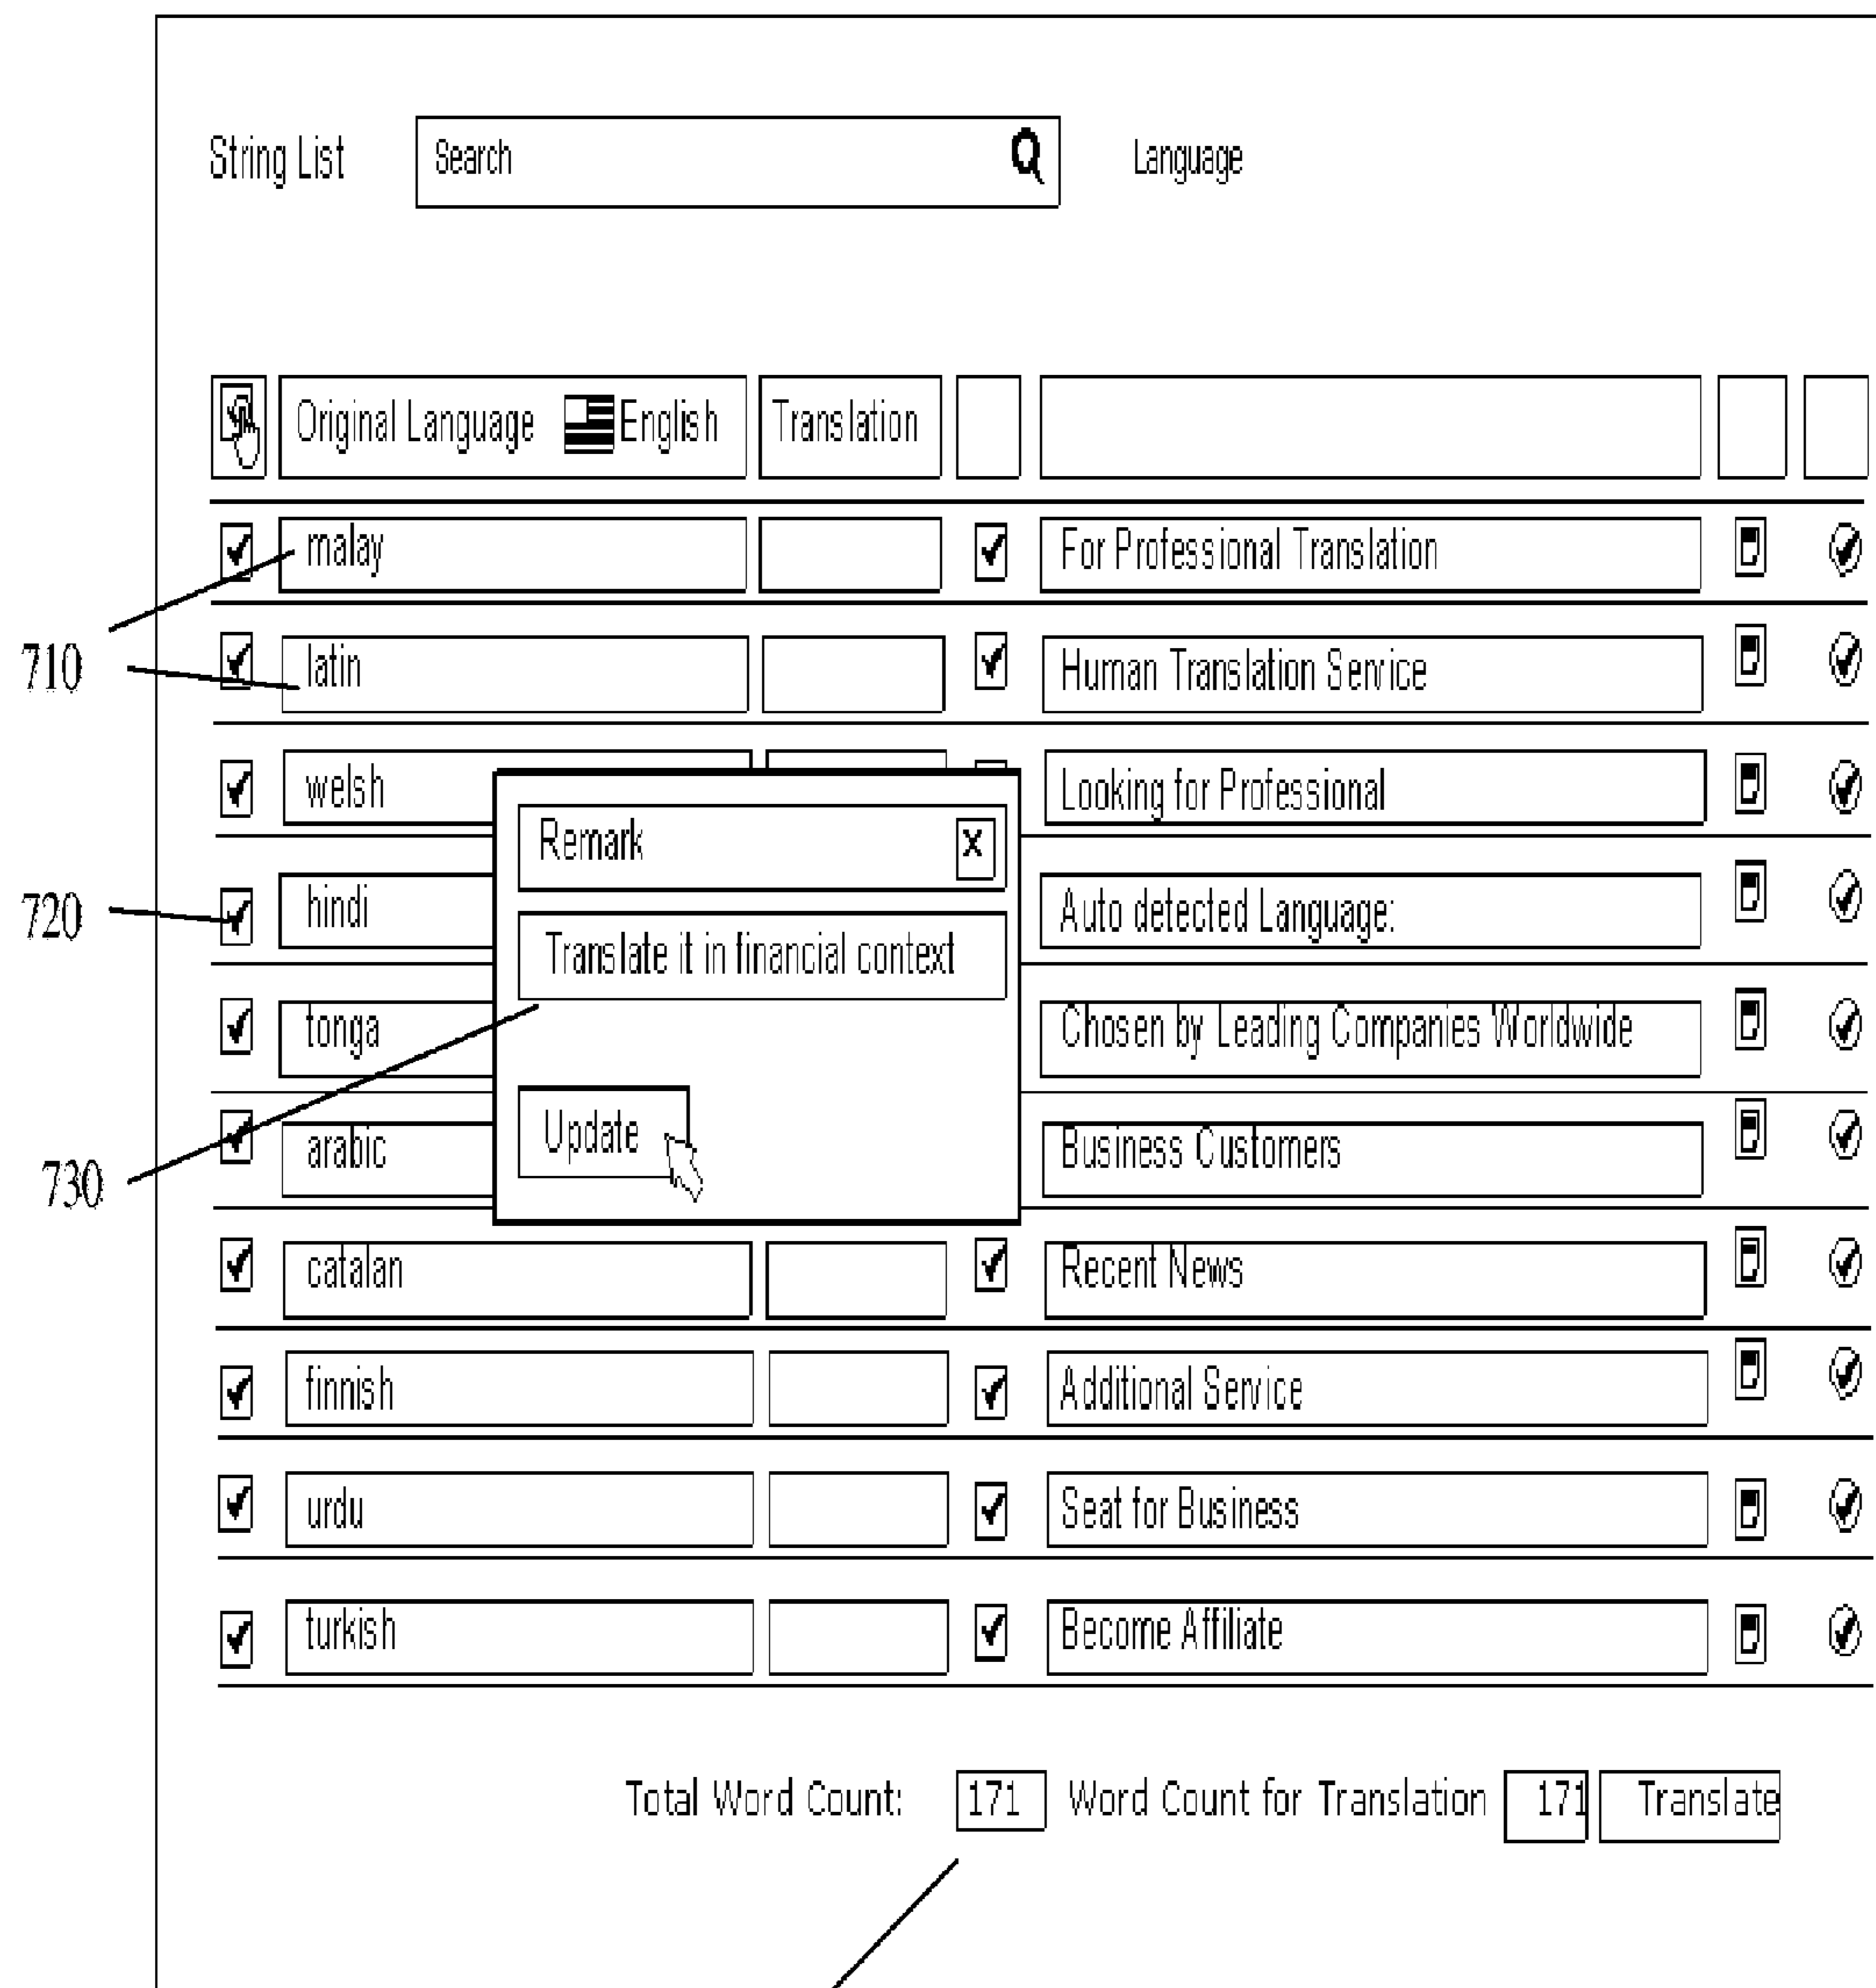 String List Search Language
Original Language English Translation
malay For Professional Translation
710
latin Human Translation Service
welsh Looking for Professional
Remark X
720
hindi Auto detected Language:
Translate it in financial context
tonga Chosen by Leading Companies Worldwide
Update
arabic Business Customers
730
catalan Recent News
finnish Additional Service
urdu Seat for Business
turkish Become Affiliate
Total Word Count: 171 Word Count for Translation 171 Translate